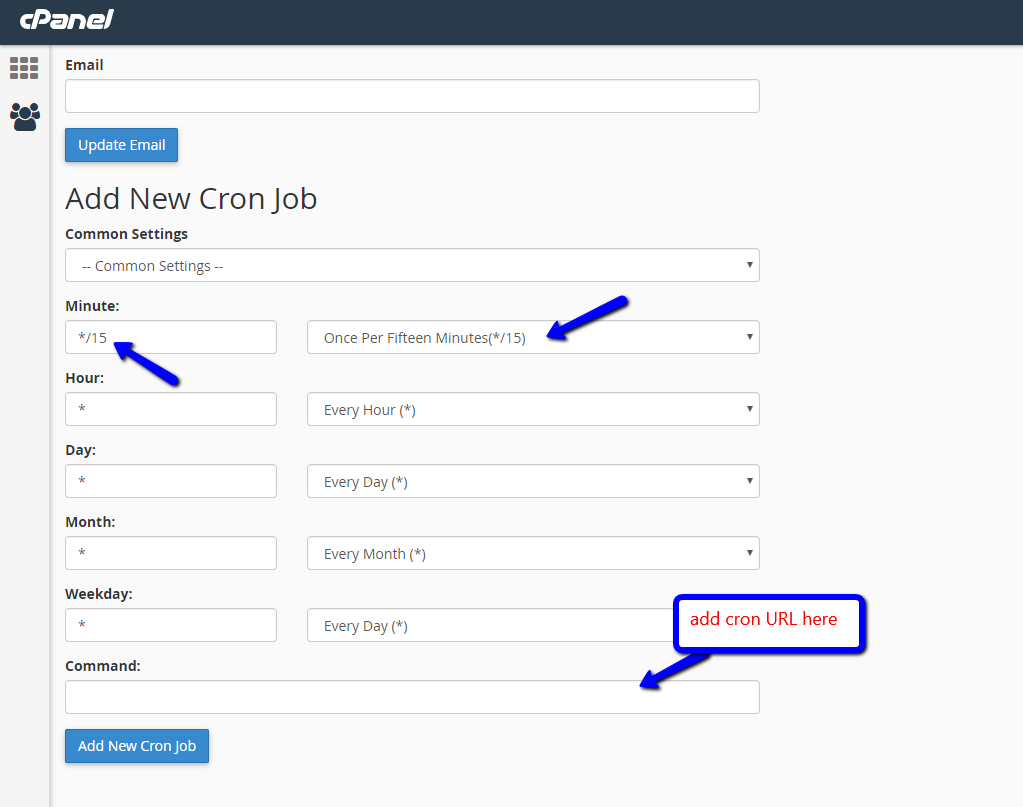 cPanel
Email
Update Email
Add New Cron Job
Common Settings
-- Common Settings --
Minute:
*/15 Once Per Fifteen Minutes(*/15)
Hour:
* Every Hour (*)
Day:
* Every Day (*)
Month:
* Every Month (*)
Weekday:
* Every Day (*)
add cron URL here
Command:
Add New Cron Job